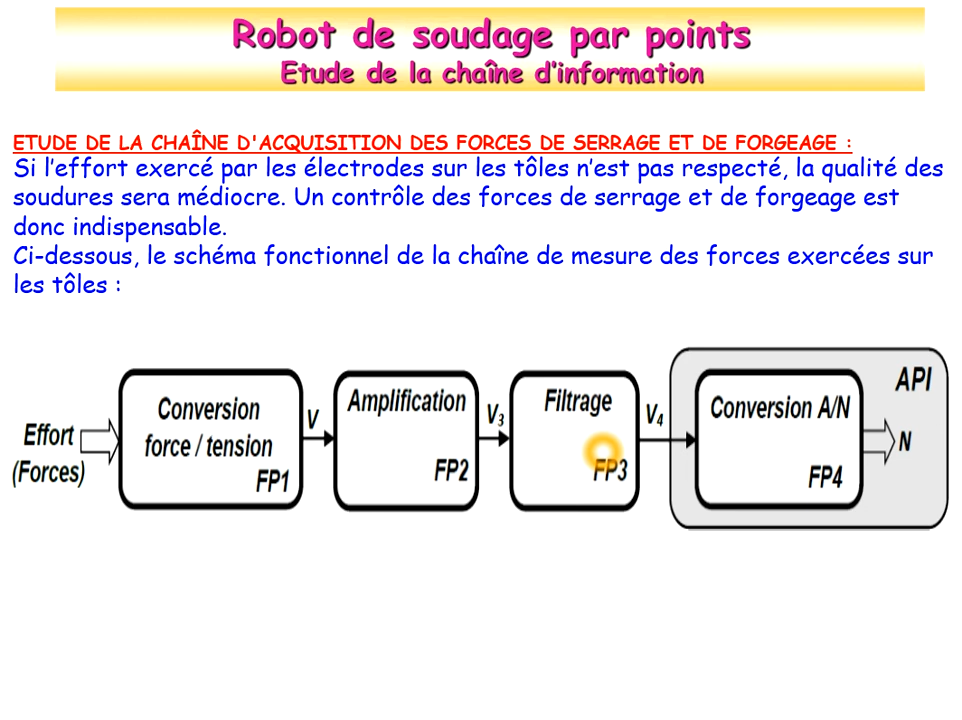 Robot de soudage par points
Etude de la chaîne d'information
ETUDE DE LA CHAÎNE D'ACQUISITION DES FORCES DE SERRAGE ET DE FORGEAGE :
Si l'effort exercé par les électrodes sur les tôles n'est pas respecté, la qualité des
soudures sera médiocre. Un contrôle des forces de serrage et de forgeage est
donc indispensable.
Ci-dessous, le schéma fonctionnel de la chaîne de mesure des forces exercées sur
les tôles :
Effort
(Forces)
Conversion
force / tension
FP1
V
Amplification
FP2
V3
Filtrage
FP3
V4
API
Conversion A/N
FP4
N